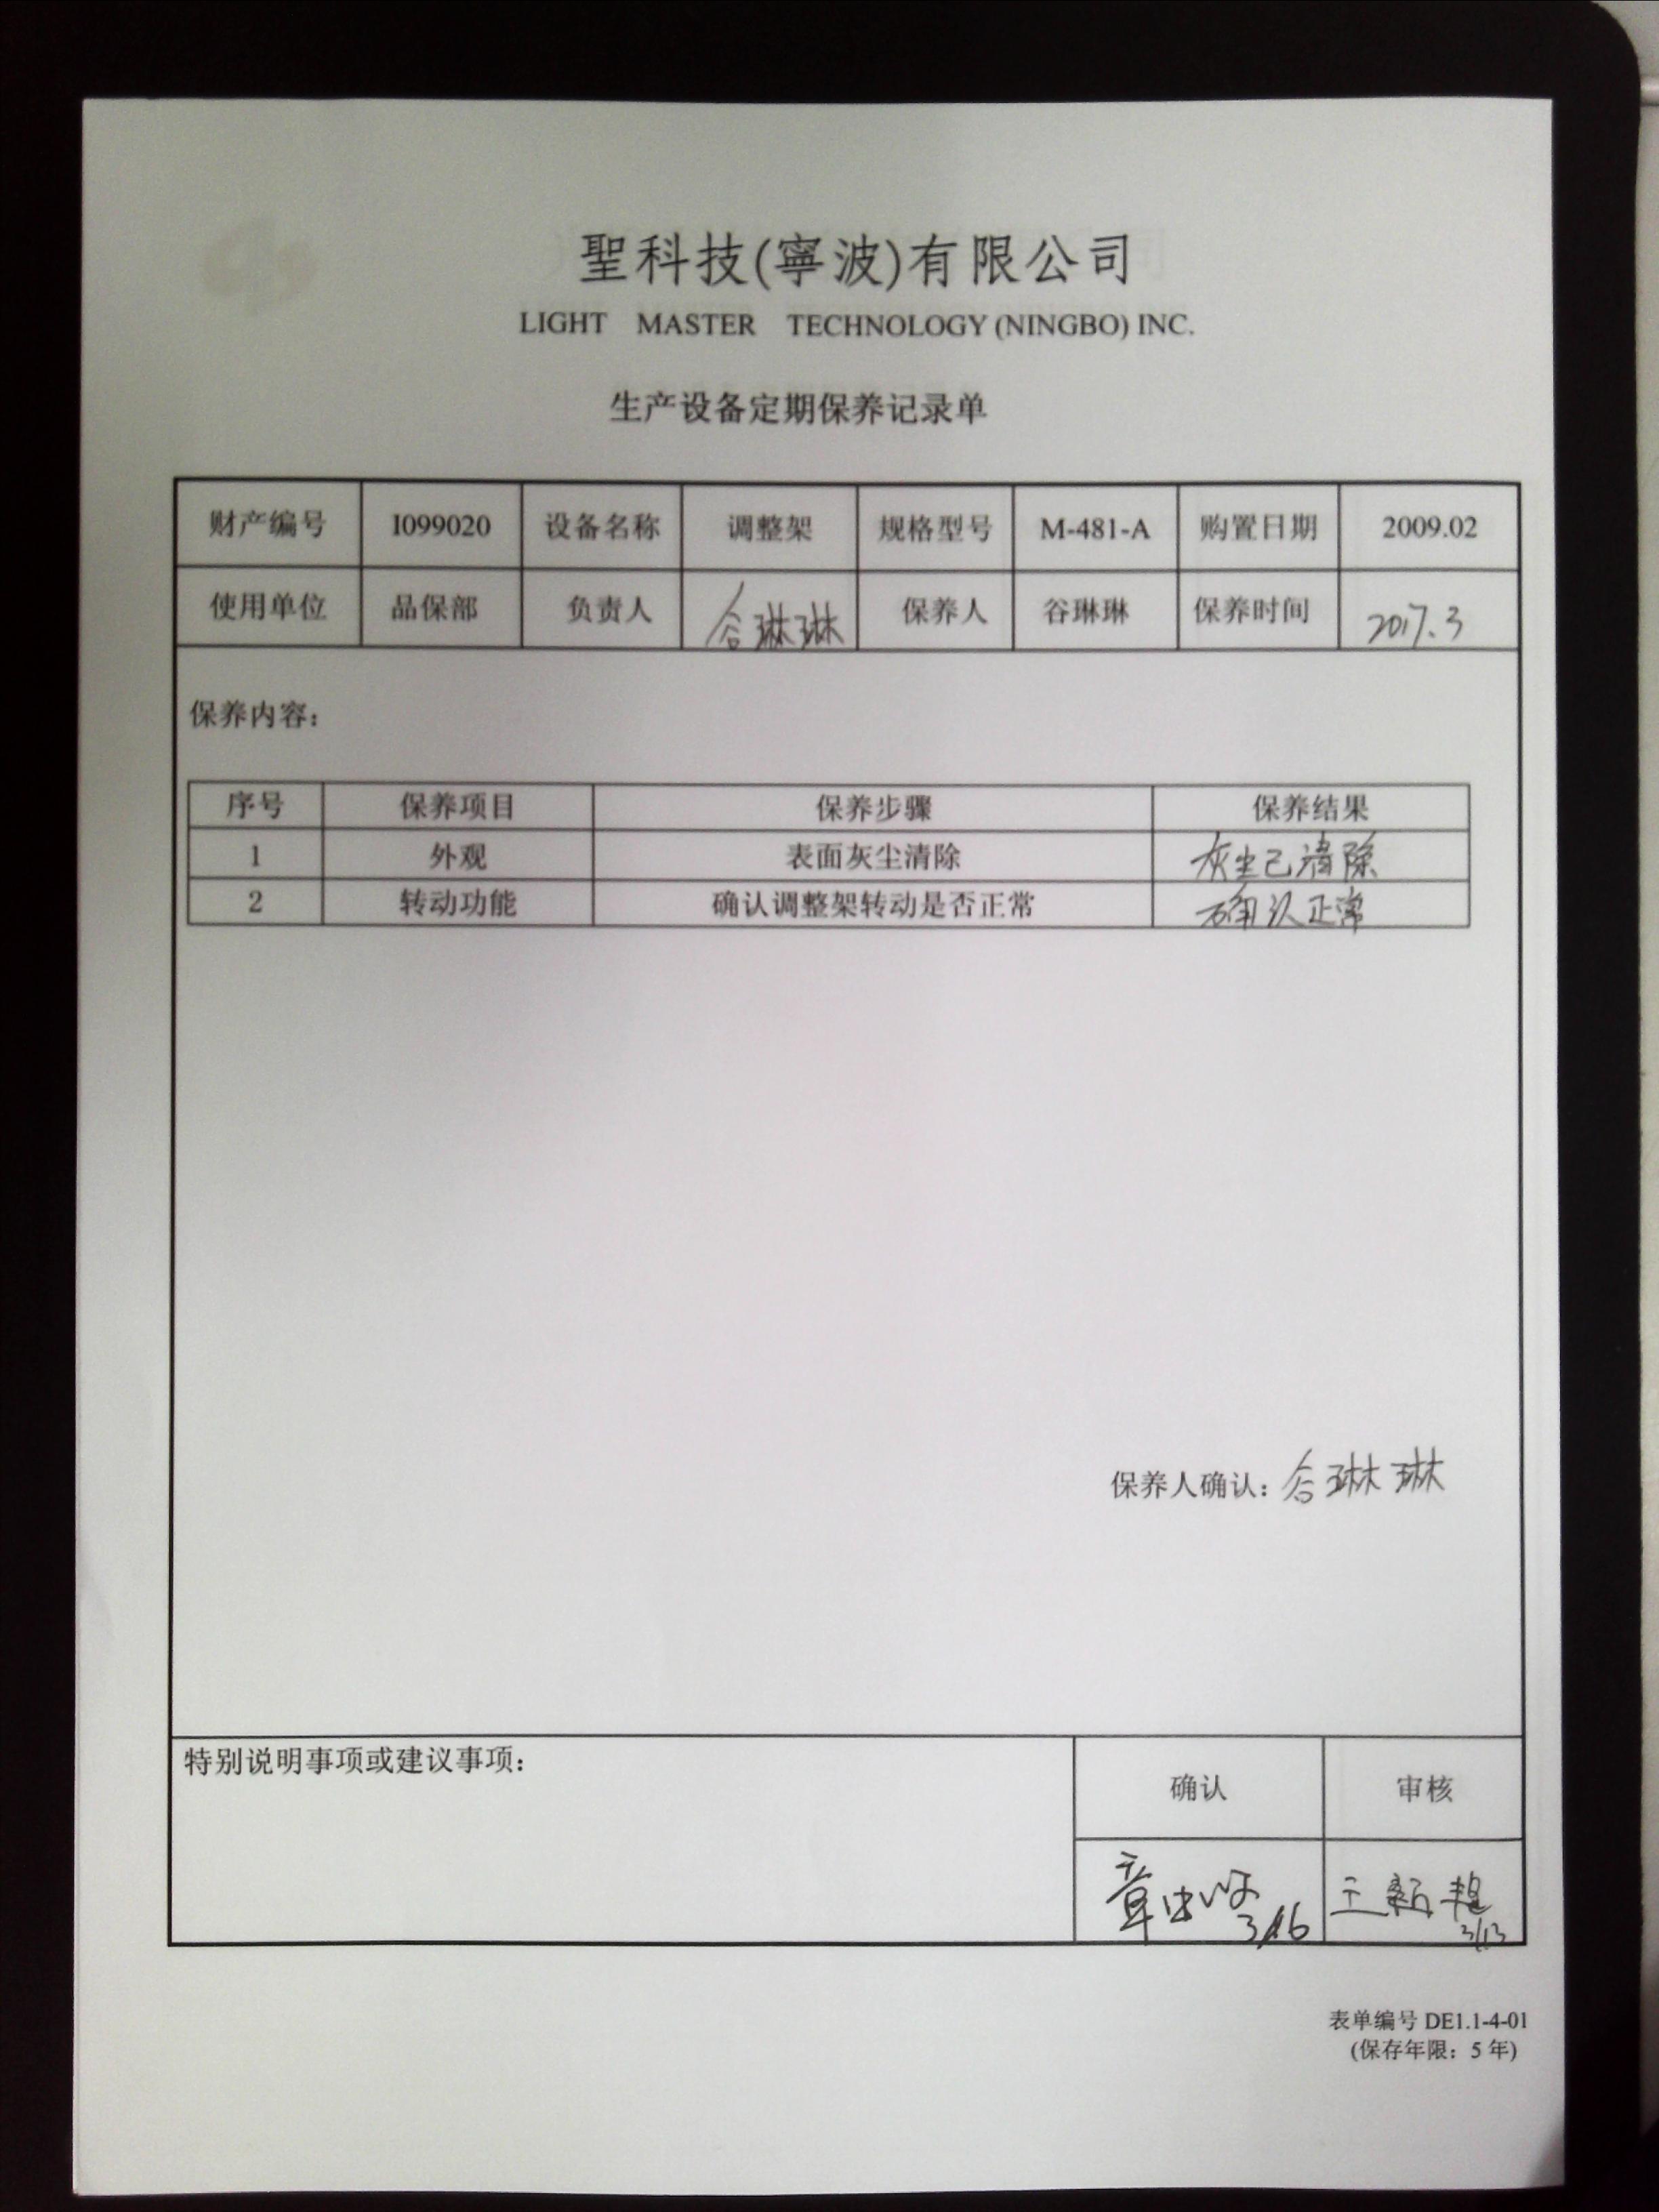 聖科技(寧波)有限公司
LIGHT MASTER TECHNOLOGY (NINGBO) INC.
生产设备定期保养记录单
财产编号 I099020 设备名称 调整架 规格型号 M-481-A 购置日期 2009.02
使用单位 品保部 负责人 谷琳琳 保养人 谷琳琳 保养时间 2017.3
保养内容：
序号 保养项目 保养步骤 保养结果
1 外观 表面灰尘清除 灰尘已清除
2 转动功能 确认调整架转动是否正常 确认正常
保养人确认：谷琳琳
特别说明事项或建议事项：
确认 审核
3/16 3/13
表单编号 DE1.1-4-01
(保存年限：5 年)